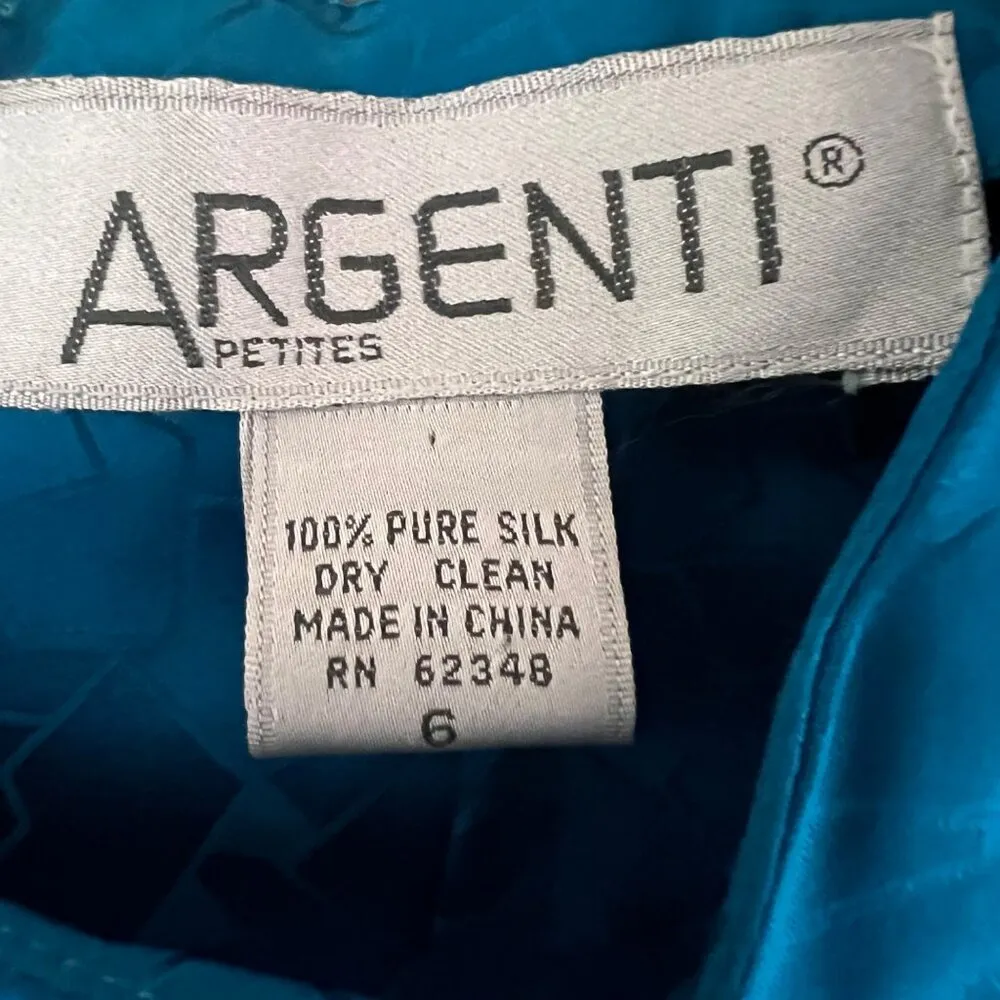 ARGENTI ®
PETITES
100% PURE SILK
DRY CLEAN
MADE IN CHINA
RN 62348
6